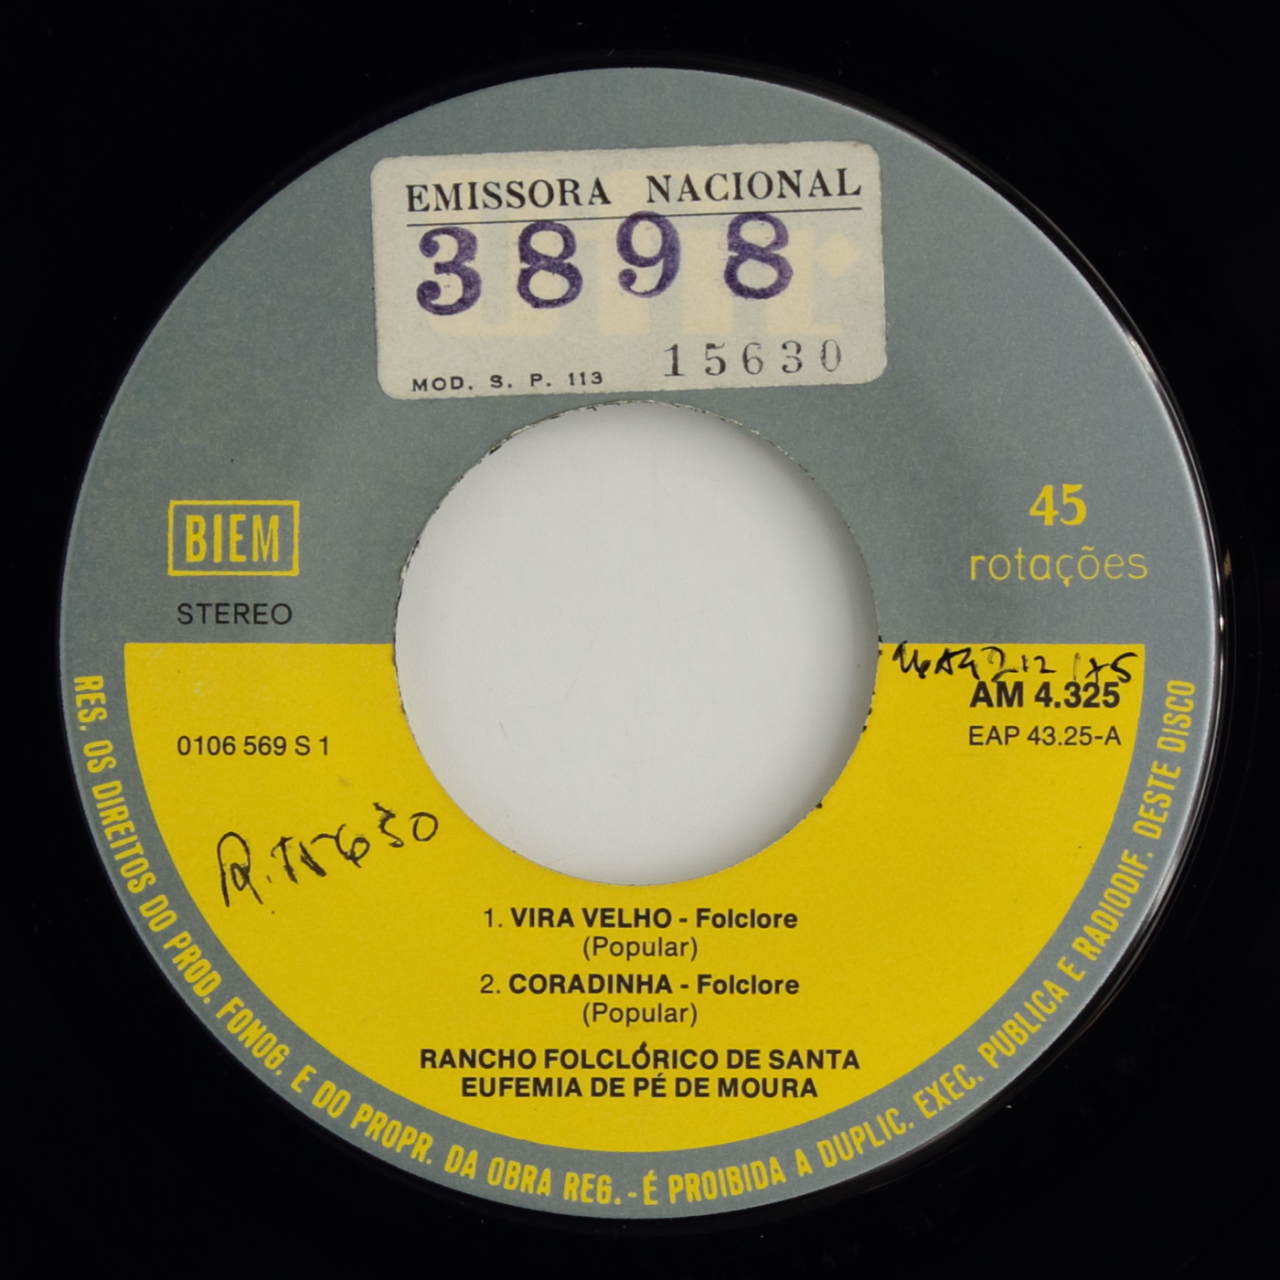 EMISSORA NACIONAL
3898
15630
MOD. S. P. 113
BIEM
STEREO
45
rotações
AM 4.325
0106 569 S 1
EAP 43.25-A
1. VIRA VELHO - Folclore
(Popular)
2. CORADINHA - Folclore
(Popular)
RANCHO FOLCLÓRICO DE SANTA
EUFEMIA DE PÉ DE MOURA
RES. OS DIREITOS DO PROD. FONOG. E DO PROPR. DA OBRA REG. - É PROIBIDA A DUPLIC. EXEC. PUBLICA E RADIODIF. DESTE DISCO